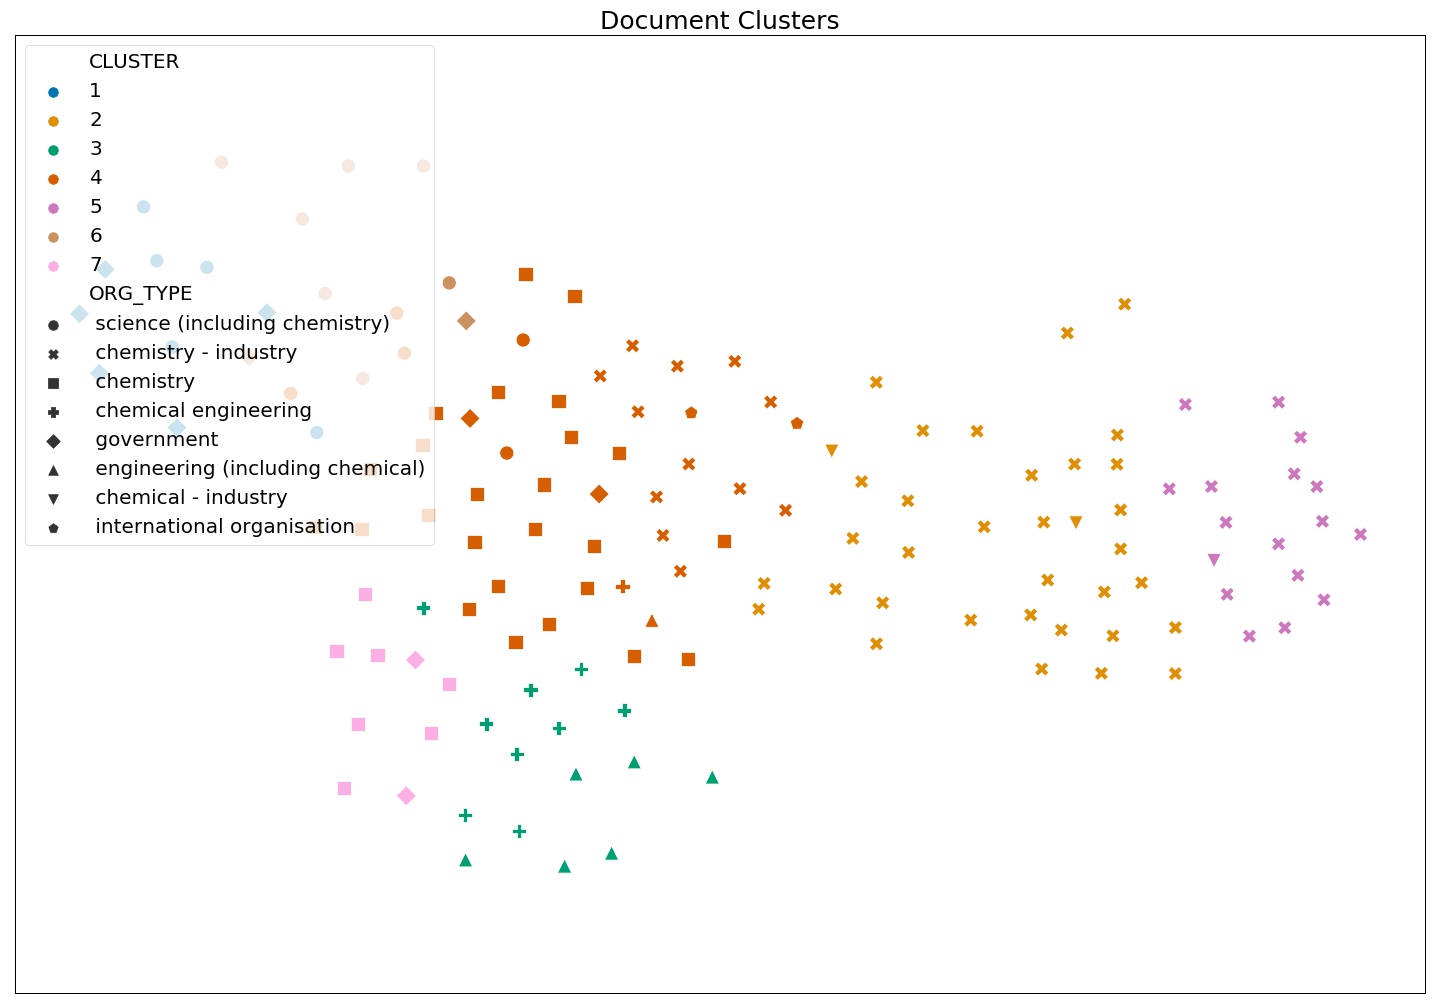 Document Clusters
CLUSTER
1
2
3
4
5
6
7
ORG_TYPE
science (including chemistry)
chemistry - industry
chemistry
chemical engineering
government
engineering (including chemical)
chemical - industry
international organisation